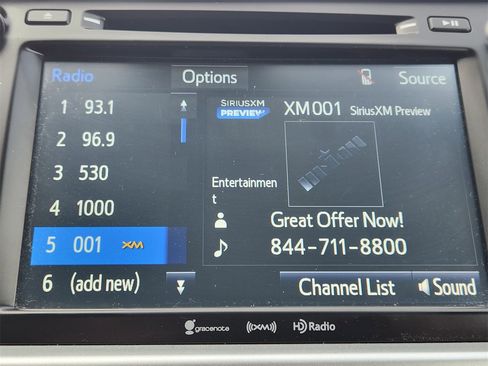 Radio Options Source
1 93.1
2 96.9
3 530
4 1000
5 001 XM
6 (add new)
SIRIUSXM
PREVIEW
XM001 SiriusXM Preview
Entertainmen
t
Great Offer Now!
844-711-8800
Channel List Sound
gracenote XM HD Radio